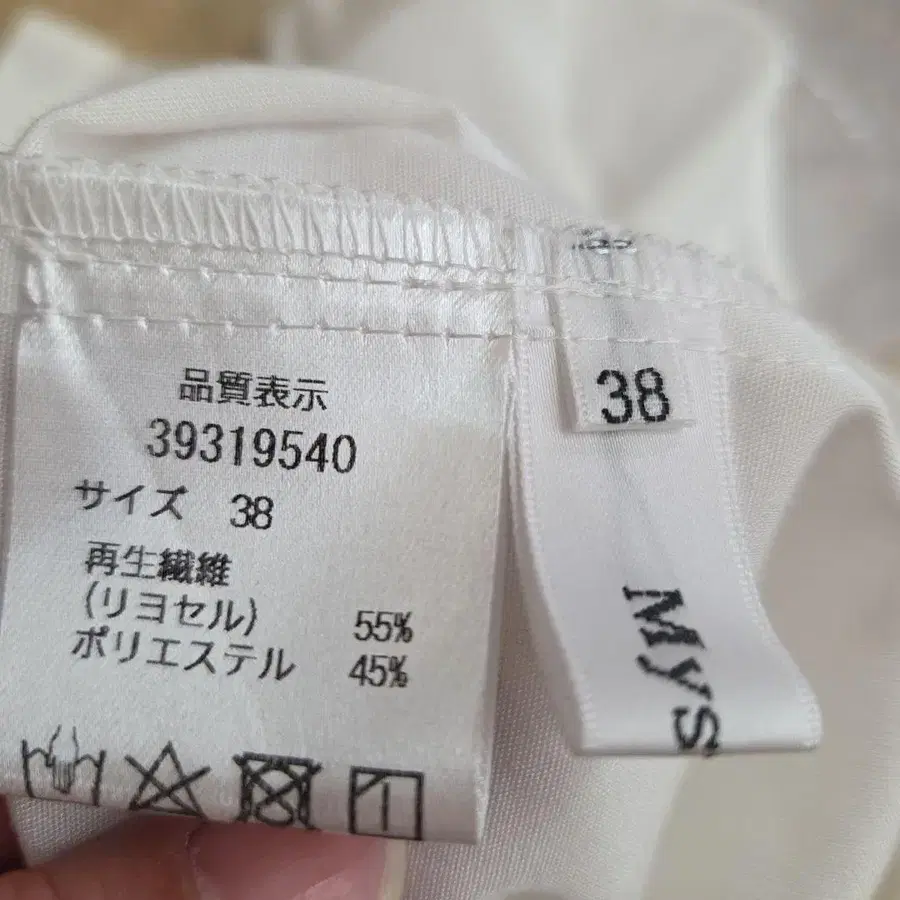 品質表示
39319540
サイズ 38
再生繊維
(リヨセル) 55%
ポリエステル 45%
38
Mys